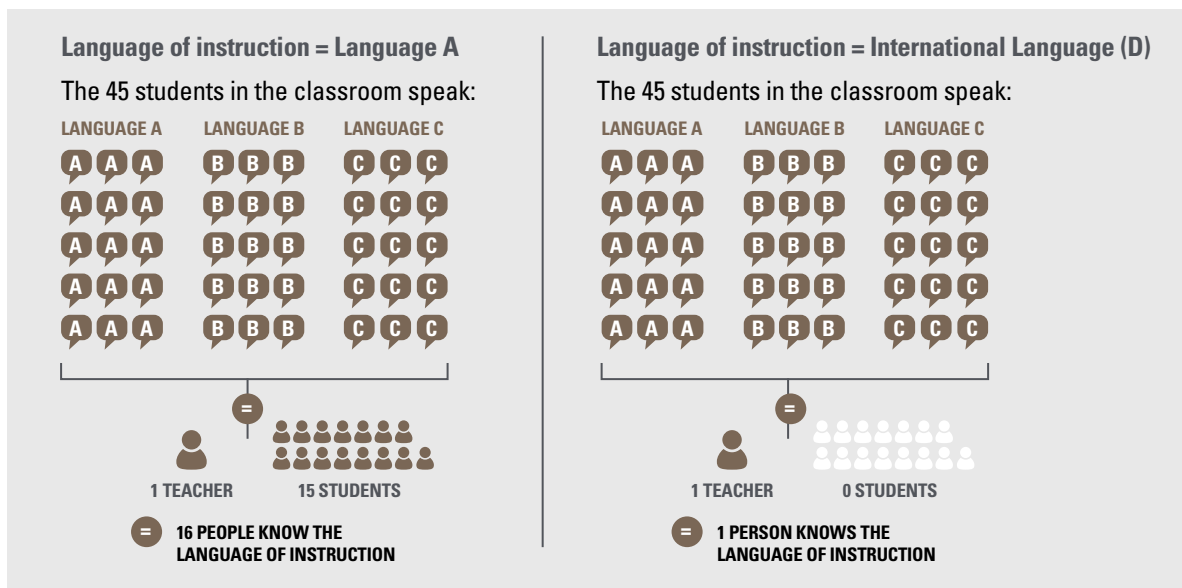 Language of instruction = Language A
The 45 students in the classroom speak:
LANGUAGE A LANGUAGE B LANGUAGE C
A A A B B B C C C
A A A B B B C C C
A A A B B B C C C
A A A B B B C C C
A A A B B B C C C
=
1 TEACHER 15 STUDENTS
= 16 PEOPLE KNOW THE
LANGUAGE OF INSTRUCTION
Language of instruction = International Language (D)
The 45 students in the classroom speak:
LANGUAGE A LANGUAGE B LANGUAGE C
A A A B B B C C C
A A A B B B C C C
A A A B B B C C C
A A A B B B C C C
A A A B B B C C C
=
1 TEACHER 0 STUDENTS
= 1 PERSON KNOWS THE
LANGUAGE OF INSTRUCTION